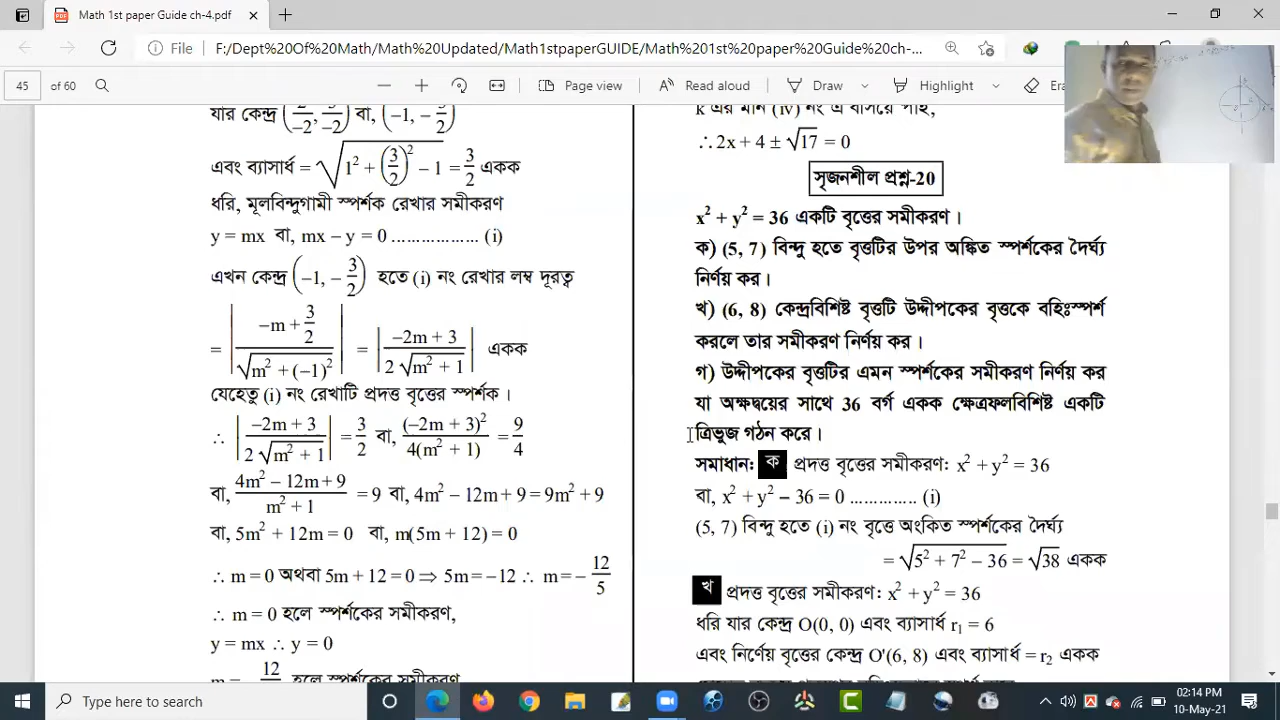 Math 1st paper Guide ch-4.pdf
File
F:/Dept%20Of%20Math/Math%20Updated/Math1stpaperGUIDE/Math%201st%20paper%20Guide%20ch-...
45 of 60
Page view
Read aloud
Draw
Highlight
যার কেন্দ্র
বা, (−1, −3/2)
এবং ব্যাসার্ধ = √(1² + (3/2)² − 1) = 3/2 একক
ধরি, মূলবিন্দুগামী স্পর্শক রেখার সমীকরণ
y = mx বা, mx − y = 0 .................. (i)
এখন কেন্দ্র (−1, −3/2) হতে (i) নং রেখার লম্ব দূরত্ব
= |(−m + 3/2)/√(m² + (−1)²)| = |(−2m + 3)/(2√(m² + 1))| একক
যেহেতু (i) নং রেখাটি প্রদত্ত বৃত্তের স্পর্শক।
∴ |(−2m + 3)/(2√(m² + 1))| = 3/2 বা, (−2m + 3)²/4(m² + 1) = 9/4
বা, (4m² − 12m + 9)/(m² + 1) = 9 বা, 4m² − 12m + 9 = 9m² + 9
বা, 5m² + 12m = 0 বা, m(5m + 12) = 0
∴ m = 0 অথবা 5m + 12 = 0 ⇒ 5m = −12 ∴ m = − 12/5
∴ m = 0 হলে স্পর্শকের সমীকরণ,
y = mx ∴ y = 0
m = − 12 হলে স্পর্শকের সমীকরণ
k এর মান (iv) নং এ বসিয়ে পাই,
∴ 2x + 4 ± √17 = 0
সৃজনশীল প্রশ্ন-20
x² + y² = 36 একটি বৃত্তের সমীকরণ।
ক) (5, 7) বিন্দু হতে বৃত্তটির উপর অঙ্কিত স্পর্শকের দৈর্ঘ্য
নির্ণয় কর।
খ) (6, 8) কেন্দ্রবিশিষ্ট বৃত্তটি উদ্দীপকের বৃত্তকে বহিঃস্পর্শ
করলে তার সমীকরণ নির্ণয় কর।
গ) উদ্দীপকের বৃত্তটির এমন স্পর্শকের সমীকরণ নির্ণয় কর
যা অক্ষদ্বয়ের সাথে 36 বর্গ একক ক্ষেত্রফলবিশিষ্ট একটি
ত্রিভুজ গঠন করে।
সমাধান: ক প্রদত্ত বৃত্তের সমীকরণ: x² + y² = 36
বা, x² + y² − 36 = 0 ............. (i)
(5, 7) বিন্দু হতে (i) নং বৃত্তে অংকিত স্পর্শকের দৈর্ঘ্য
= √(5² + 7² − 36) = √38 একক
খ প্রদত্ত বৃত্তের সমীকরণ: x² + y² = 36
ধরি যার কেন্দ্র O(0, 0) এবং ব্যাসার্ধ r₁ = 6
এবং নির্ণেয় বৃত্তের কেন্দ্র O'(6, 8) এবং ব্যাসার্ধ = r₂ একক
Type here to search
02:14 PM
10-May-21